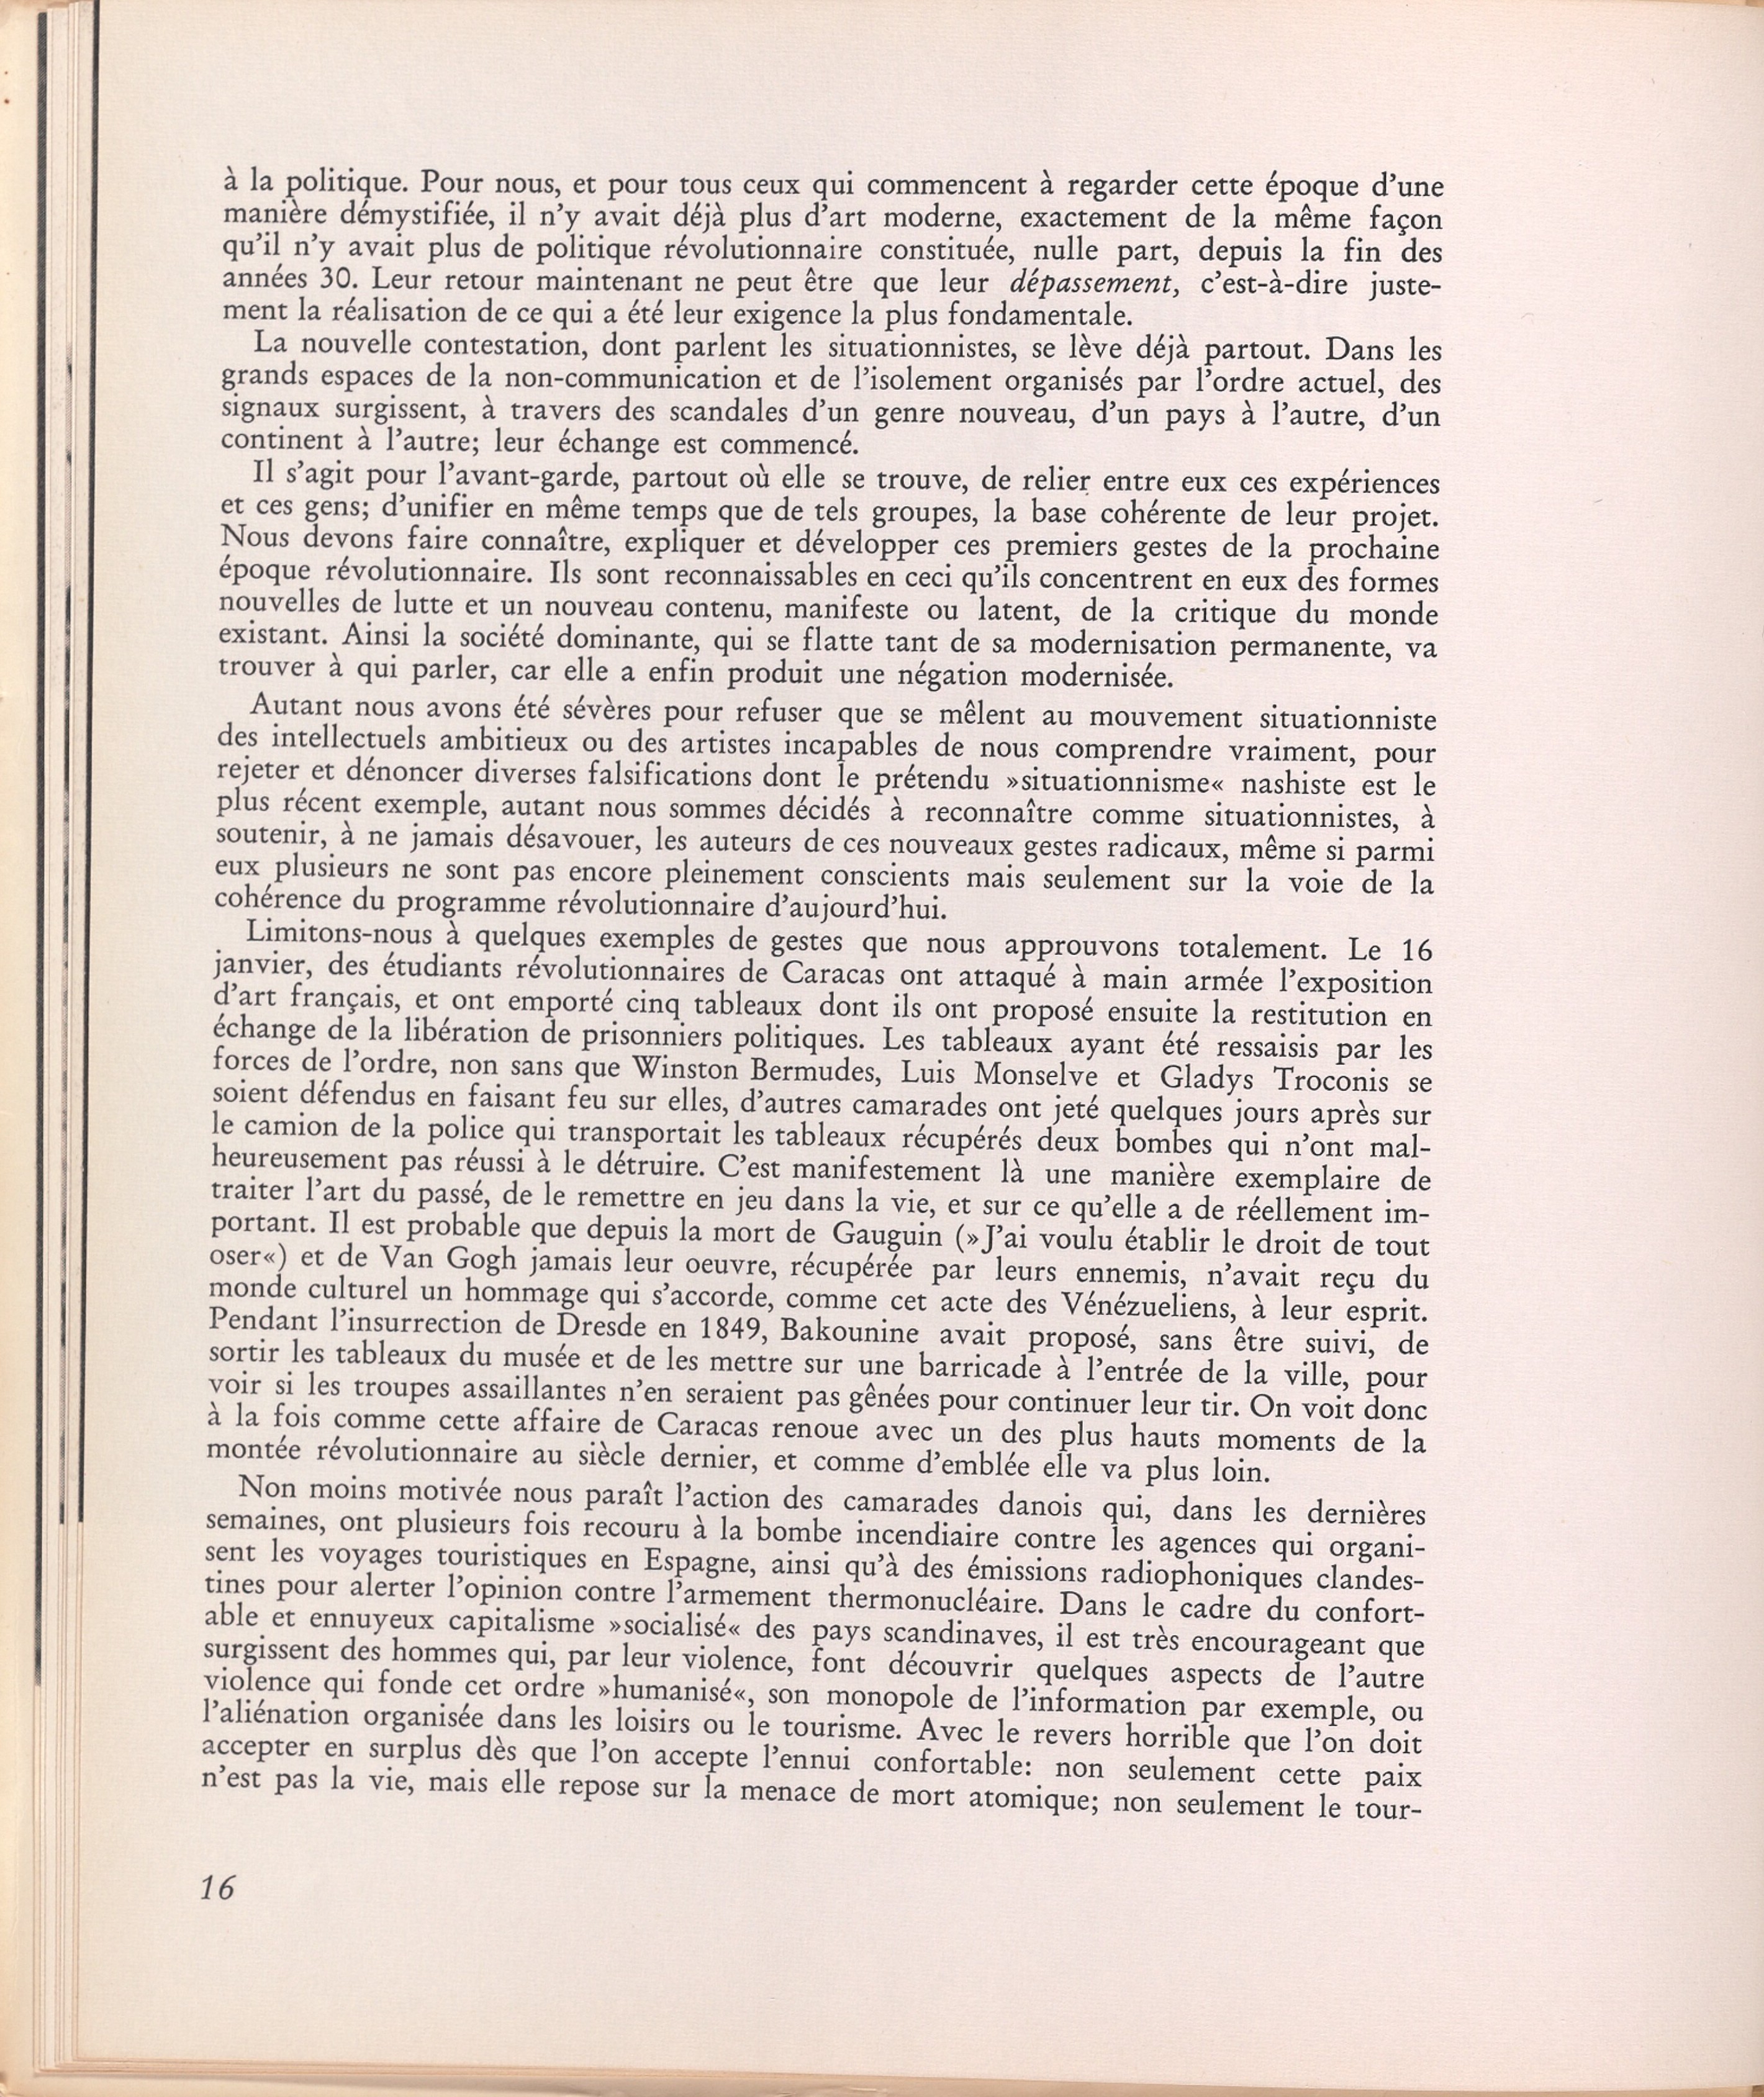 à la politique. Pour nous, et pour tous ceux qui commencent à regarder cette époque d’une
manière démystifiée, il n’y avait déjà plus d’art moderne, exactement de la même façon
qu’il n’y avait plus de politique révolutionnaire constituée, nulle part, depuis la fin des
années 30. Leur retour maintenant ne peut être que leur dépassement, c’est-à-dire juste-
ment la réalisation de ce qui a été leur exigence la plus fondamentale.
La nouvelle contestation, dont parlent les situationnistes, se lève déjà partout. Dans les
grands espaces de la non-communication et de l’isolement organisés par l’ordre actuel, des
signaux surgissent, à travers des scandales d’un genre nouveau, d’un pays à l’autre, d’un
continent à l’autre; leur échange est commencé.
Il s’agit pour l’avant-garde, partout où elle se trouve, de relier entre eux ces expériences
et ces gens; d’unifier en même temps que de tels groupes, la base cohérente de leur projet.
Nous devons faire connaître, expliquer et développer ces premiers gestes de la prochaine
époque révolutionnaire. Ils sont reconnaissables en ceci qu’ils concentrent en eux des formes
nouvelles de lutte et un nouveau contenu, manifeste ou latent, de la critique du monde
existant. Ainsi la société dominante, qui se flatte tant de sa modernisation permanente, va
trouver à qui parler, car elle a enfin produit une négation modernisée.
Autant nous avons été sévères pour refuser que se mêlent au mouvement situationniste
des intellectuels ambitieux ou des artistes incapables de nous comprendre vraiment, pour
rejeter et dénoncer diverses falsifications dont le prétendu »situationnisme« nashiste est le
plus récent exemple, autant nous sommes décidés à reconnaître comme situationnistes, à
soutenir, à ne jamais désavouer, les auteurs de ces nouveaux gestes radicaux, même si parmi
eux plusieurs ne sont pas encore pleinement conscients mais seulement sur la voie de la
cohérence du programme révolutionnaire d’aujourd’hui.
Limitons-nous à quelques exemples de gestes que nous approuvons totalement. Le 16
janvier, des étudiants révolutionnaires de Caracas ont attaqué à main armée l’exposition
d’art français, et ont emporté cinq tableaux dont ils ont proposé ensuite la restitution en
échange de la libération de prisonniers politiques. Les tableaux ayant été ressaisis par les
forces de l’ordre, non sans que Winston Bermudes, Luis Monselve et Gladys Troconis se
soient défendus en faisant feu sur elles, d’autres camarades ont jeté quelques jours après sur
le camion de la police qui transportait les tableaux récupérés deux bombes qui n’ont mal-
heureusement pas réussi à le détruire. C’est manifestement là une manière exemplaire de
traiter l’art du passé, de le remettre en jeu dans la vie, et sur ce qu’elle a de réellement im-
portant. Il est probable que depuis la mort de Gauguin (»J’ai voulu établir le droit de tout
oser«) et de Van Gogh jamais leur oeuvre, récupérée par leurs ennemis, n’avait reçu du
monde culturel un hommage qui s’accorde, comme cet acte des Vénézueliens, à leur esprit.
Pendant l’insurrection de Dresde en 1849, Bakounine avait proposé, sans être suivi, de
sortir les tableaux du musée et de les mettre sur une barricade à l’entrée de la ville, pour
voir si les troupes assaillantes n’en seraient pas gênées pour continuer leur tir. On voit donc
à la fois comme cette affaire de Caracas renoue avec un des plus hauts moments de la
montée révolutionnaire au siècle dernier, et comme d’emblée elle va plus loin.
Non moins motivée nous paraît l’action des camarades danois qui, dans les dernières
semaines, ont plusieurs fois recouru à la bombe incendiaire contre les agences qui organi-
sent les voyages touristiques en Espagne, ainsi qu’à des émissions radiophoniques clandes-
tines pour alerter l’opinion contre l’armement thermonucléaire. Dans le cadre du confort-
able et ennuyeux capitalisme »socialisé« des pays scandinaves, il est très encourageant que
surgissent des hommes qui, par leur violence, font découvrir quelques aspects de l’autre
violence qui fonde cet ordre »humanisé«, son monopole de l’information par exemple, ou
l’aliénation organisée dans les loisirs ou le tourisme. Avec le revers horrible que l’on doit
accepter en surplus dès que l’on accepte l’ennui confortable: non seulement cette paix
n’est pas la vie, mais elle repose sur la menace de mort atomique; non seulement le tour-
16